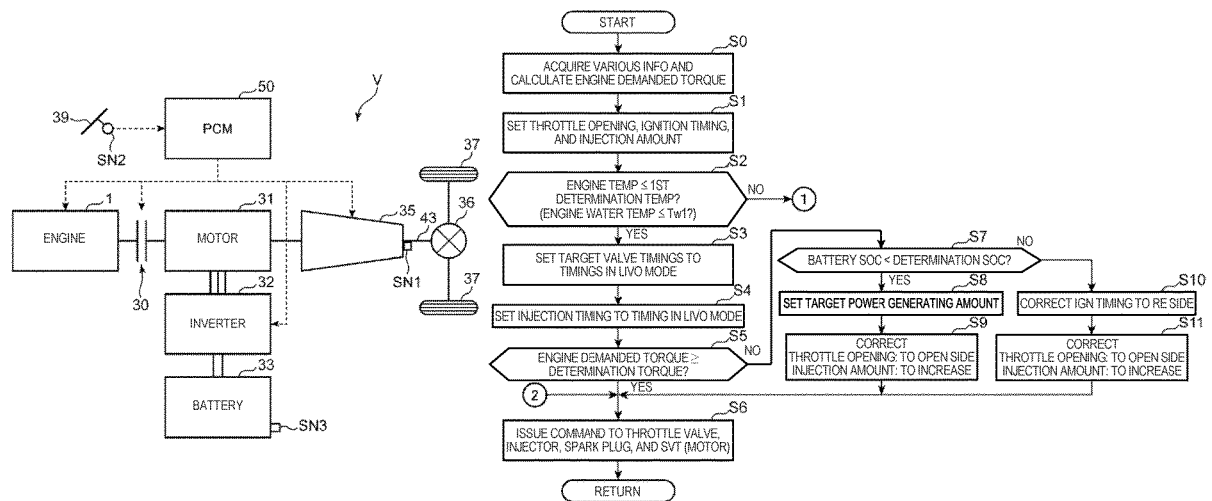 V
50
39
PCM
SN2
37
1
31
35
43
36
ENGINE
MOTOR
SN1
30
32
37
INVERTER
33
BATTERY
SN3
START
S0
ACQUIRE VARIOUS INFO AND
CALCULATE ENGINE DEMANDED TORQUE
S1
SET THROTTLE OPENING, IGNITION TIMING,
AND INJECTION AMOUNT
S2
ENGINE TEMP ≤ 1ST
DETERMINATION TEMP?
(ENGINE WATER TEMP ≤ Tw1?)
NO
1
YES
S3
SET TARGET VALVE TIMINGS TO
TIMINGS IN LIVO MODE
S4
SET INJECTION TIMING TO TIMING IN LIVO MODE
S5
ENGINE DEMANDED TORQUE ≥
DETERMINATION TORQUE?
NO
YES
2
S6
ISSUE COMMAND TO THROTTLE VALVE,
INJECTOR, SPARK PLUG, AND SVT (MOTOR)
RETURN
S7
BATTERY SOC < DETERMINATION SOC?
NO
YES
S8
SET TARGET POWER GENERATING AMOUNT
S9
CORRECT
THROTTLE OPENING: TO OPEN SIDE
INJECTION AMOUNT: TO INCREASE
S10
CORRECT IGN TIMING TO RE SIDE
S11
CORRECT
THROTTLE OPENING: TO OPEN SIDE
INJECTION AMOUNT: TO INCREASE